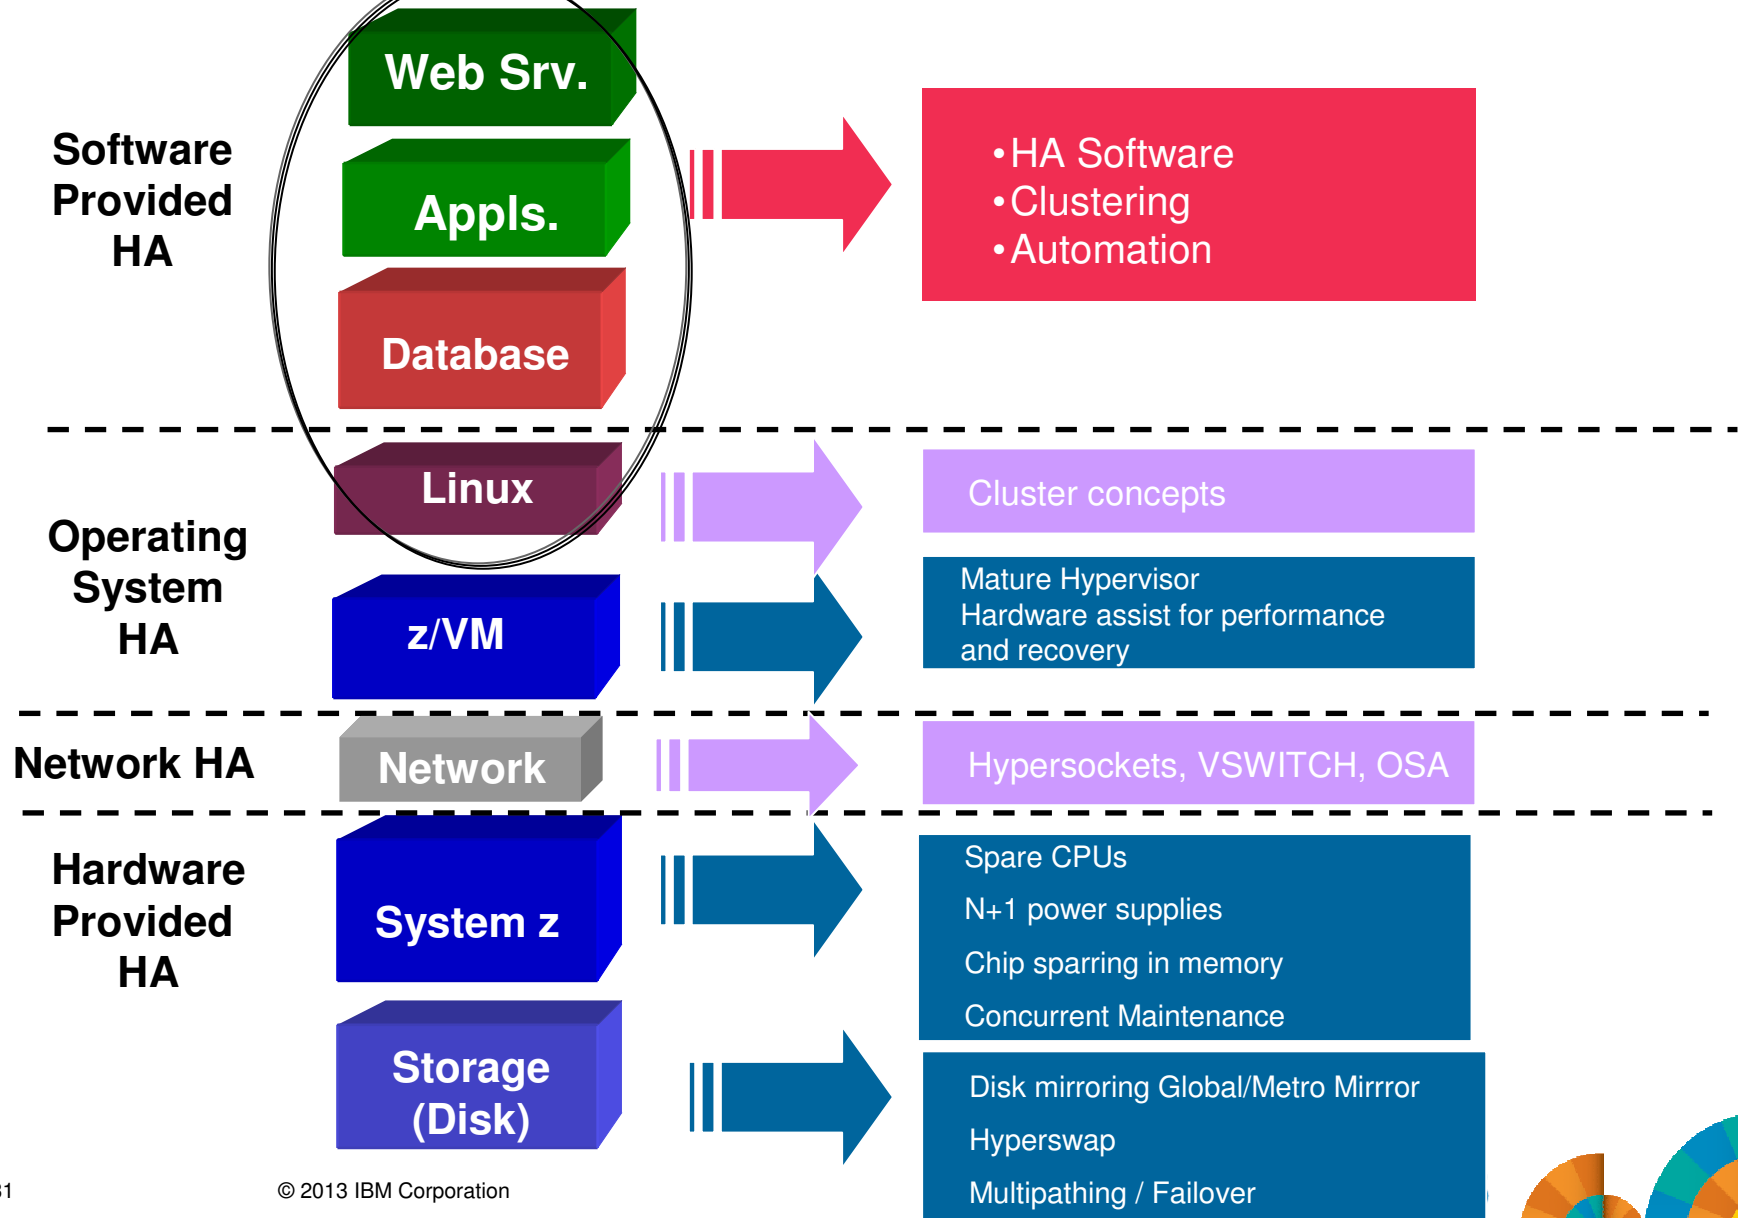 Software
Provided
HA
Web Srv.
Appls.
Database
•HA Software
•Clustering
•Automation
Operating
System
HA
Linux
Cluster concepts
z/VM
Mature Hypervisor
Hardware assist for performance
and recovery
Network HA
Network
Hypersockets, VSWITCH, OSA
Hardware
Provided
HA
System z
Spare CPUs
N+1 power supplies
Chip sparring in memory
Concurrent Maintenance
Storage
(Disk)
Disk mirroring Global/Metro Mirrror
Hyperswap
Multipathing / Failover
© 2013 IBM Corporation